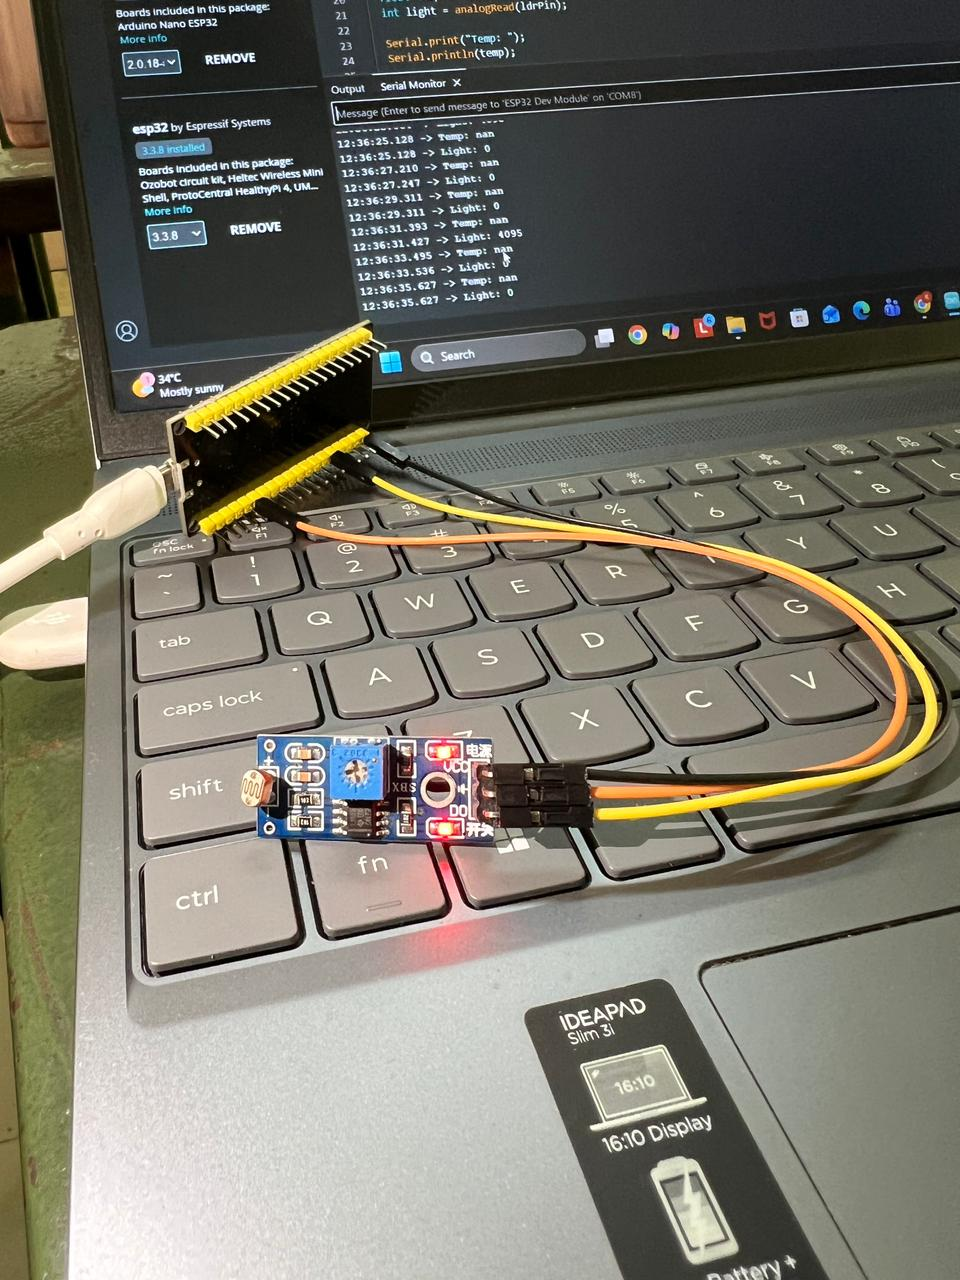 Boards included in this package:
Arduino Nano ESP32
More info
REMOVE
esp32 by Espressif Systems
3.3.8 installed
Boards included in this package:
Ozobot circuit kit, Heltec Wireless Mini
Shell, ProtoCentral HealthyPi 4, UM...
More info
3.3.8
REMOVE
21
int light = analogRead(ldrPin);
22
23
Serial.print("Temp: ");
24
Serial.println(temp);
Output
Serial Monitor
Message (Enter to send message to 'ESP32 Dev Module' on 'COM8')
12:36:25.128 -> Temp: nan
12:36:25.128 -> Light: 0
12:36:27.210 -> Temp: nan
12:36:27.247 -> Light: 0
12:36:29.311 -> Temp: nan
12:36:29.311 -> Light: 0
12:36:31.393 -> Temp: nan
12:36:31.427 -> Light: 4095
12:36:33.495 -> Temp: nan
12:36:33.536 -> Light: 0
12:36:35.627 -> Temp: nan
12:36:35.627 -> Light: 0
34°C
Mostly sunny
Search
esc
fn lock
F1
F2
F3
F5
F6
F7
~
`
!
1
@
2
#
3
%
5
^
6
&
7
*
8
tab
Q
W
E
R
Y
U
caps lock
A
S
D
F
G
H
shift
Z
X
C
V
ctrl
fn
电源
VCC
DO
开关
IDEAPAD
Slim 3i
16:10
16:10 Display
Battery +